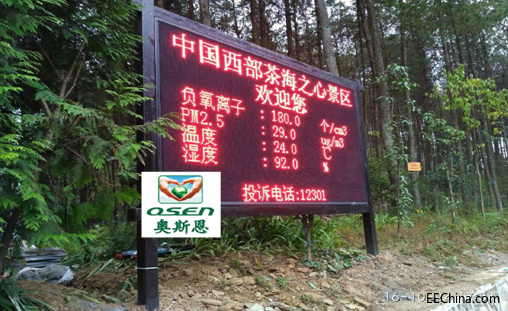 中国西部茶海之心景区
欢迎您
负氧离子 : 180.0 个/cm3
PM2.5 : 29.0 ug/m3
温度 : 24.0 ℃
湿度 : 92.0 %
投诉电话:12301
OSEN
奥斯恩
EEChina.com